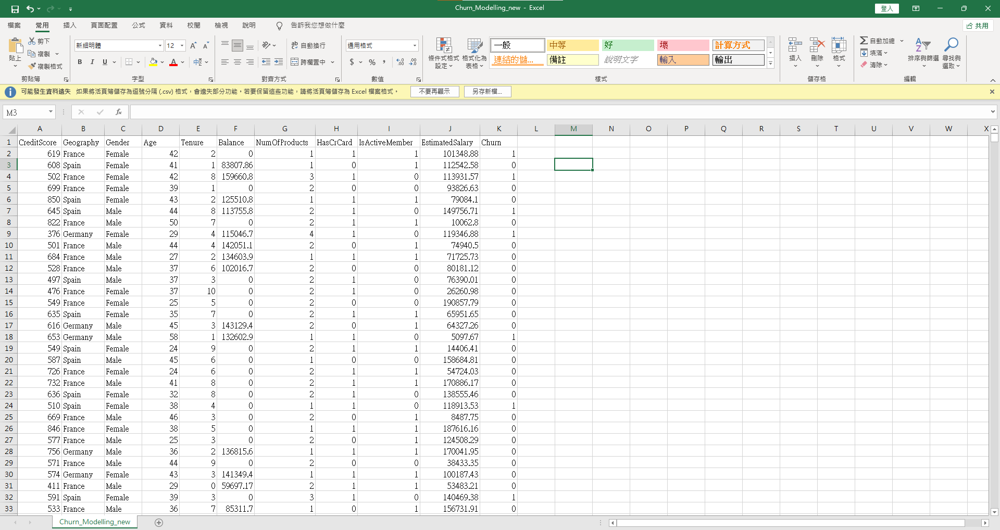 Churn_Modelling_new - Excel
登入
檔案 常用 插入 頁面配置 公式 資料 校閱 檢視 說明 告訴我您想做什麼 共用
貼上 剪下 複製 複製格式 剪貼簿
新細明體 12 B I U A 中 字型
ab 自動換行 跨欄置中 對齊方式
通用格式 $ % , 數值
條件式格式設定 格式化為表格 一般 中等 好 壞 計算方式
連結的儲... 備註 說明文字 輸入 輸出 樣式
插入 刪除 格式 儲存格
自動加總 填滿 清除 排序與篩選 尋找與選取 編輯
可能發生資料遺失 如果將活頁簿儲存為逗號分隔 (.csv) 格式，會遺失部分功能。若要保留這些功能，請將活頁簿儲存為 Excel 檔案格式。 不要再顯示 另存新檔...
M3 fx
A B C D E F G H I J K L M N O P Q R S T U V W X
1 CreditScore Geography Gender Age Tenure Balance NumOfProducts HasCrCard IsActiveMember EstimatedSalary Churn
2 619 France Female 42 2 0 1 1 1 101348.88 1
3 608 Spain Female 41 1 83807.86 1 0 1 112542.58 0
4 502 France Female 42 8 159660.8 3 1 0 113931.57 1
5 699 France Female 39 1 0 2 0 0 93826.63 0
6 850 Spain Female 43 2 125510.8 1 1 1 79084.1 0
7 645 Spain Male 44 8 113755.8 2 1 0 149756.71 1
8 822 France Male 50 7 0 2 1 1 10062.8 0
9 376 Germany Female 29 4 115046.7 4 1 0 119346.88 1
10 501 France Male 44 4 142051.1 2 0 1 74940.5 0
11 684 France Male 27 2 134603.9 1 1 1 71725.73 0
12 528 France Male 37 6 102016.7 2 0 0 80181.12 0
13 497 Spain Male 37 3 0 2 1 0 76390.01 0
14 476 France Female 37 10 0 2 1 0 26260.98 0
15 549 France Female 25 5 0 2 0 0 190857.79 0
16 635 Spain Female 35 7 0 2 1 1 65951.65 0
17 616 Germany Male 45 3 143129.4 2 0 1 64327.26 0
18 653 Germany Male 58 1 132602.9 1 1 0 5097.67 1
19 549 Spain Female 24 9 0 2 1 1 14406.41 0
20 587 Spain Male 45 6 0 1 0 0 158684.81 0
21 726 France Female 24 6 0 2 1 1 54724.03 0
22 732 France Male 41 8 0 2 1 1 170886.17 0
23 636 Spain Female 32 8 0 2 1 0 138555.46 0
24 510 Spain Female 38 4 0 1 1 0 118913.53 1
25 669 France Male 46 3 0 2 0 1 8487.75 0
26 846 France Female 38 5 0 1 1 1 187616.16 0
27 577 France Male 25 3 0 2 0 1 124508.29 0
28 756 Germany Male 36 2 136815.6 1 1 1 170041.95 0
29 571 France Male 44 9 0 2 0 0 38433.35 0
30 574 Germany Female 43 3 141349.4 1 1 1 100187.43 0
31 411 France Male 29 0 59697.17 2 1 1 53483.21 0
32 591 Spain Female 39 3 0 3 1 0 140469.38 1
33 533 France Male 36 7 85311.7 1 0 1 156731.91 0
Churn_Modelling_new